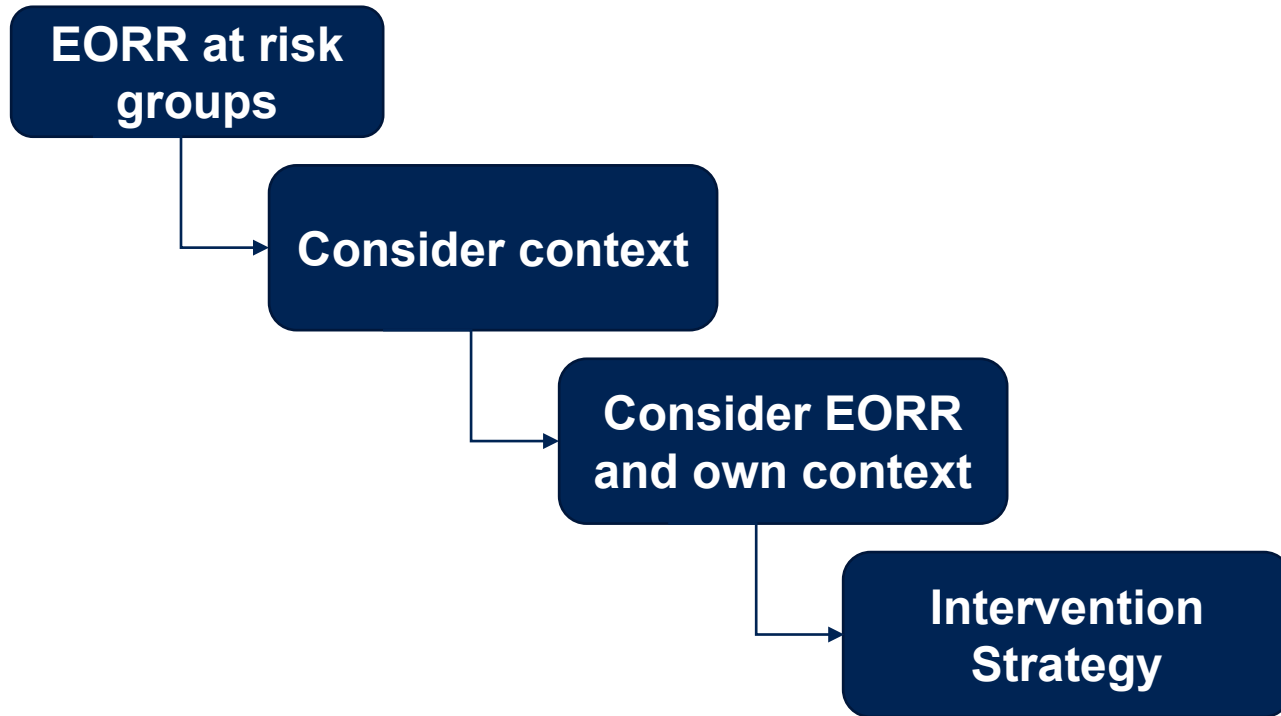 EORR at risk
groups
Consider context
Consider EORR
and own context
Intervention
Strategy